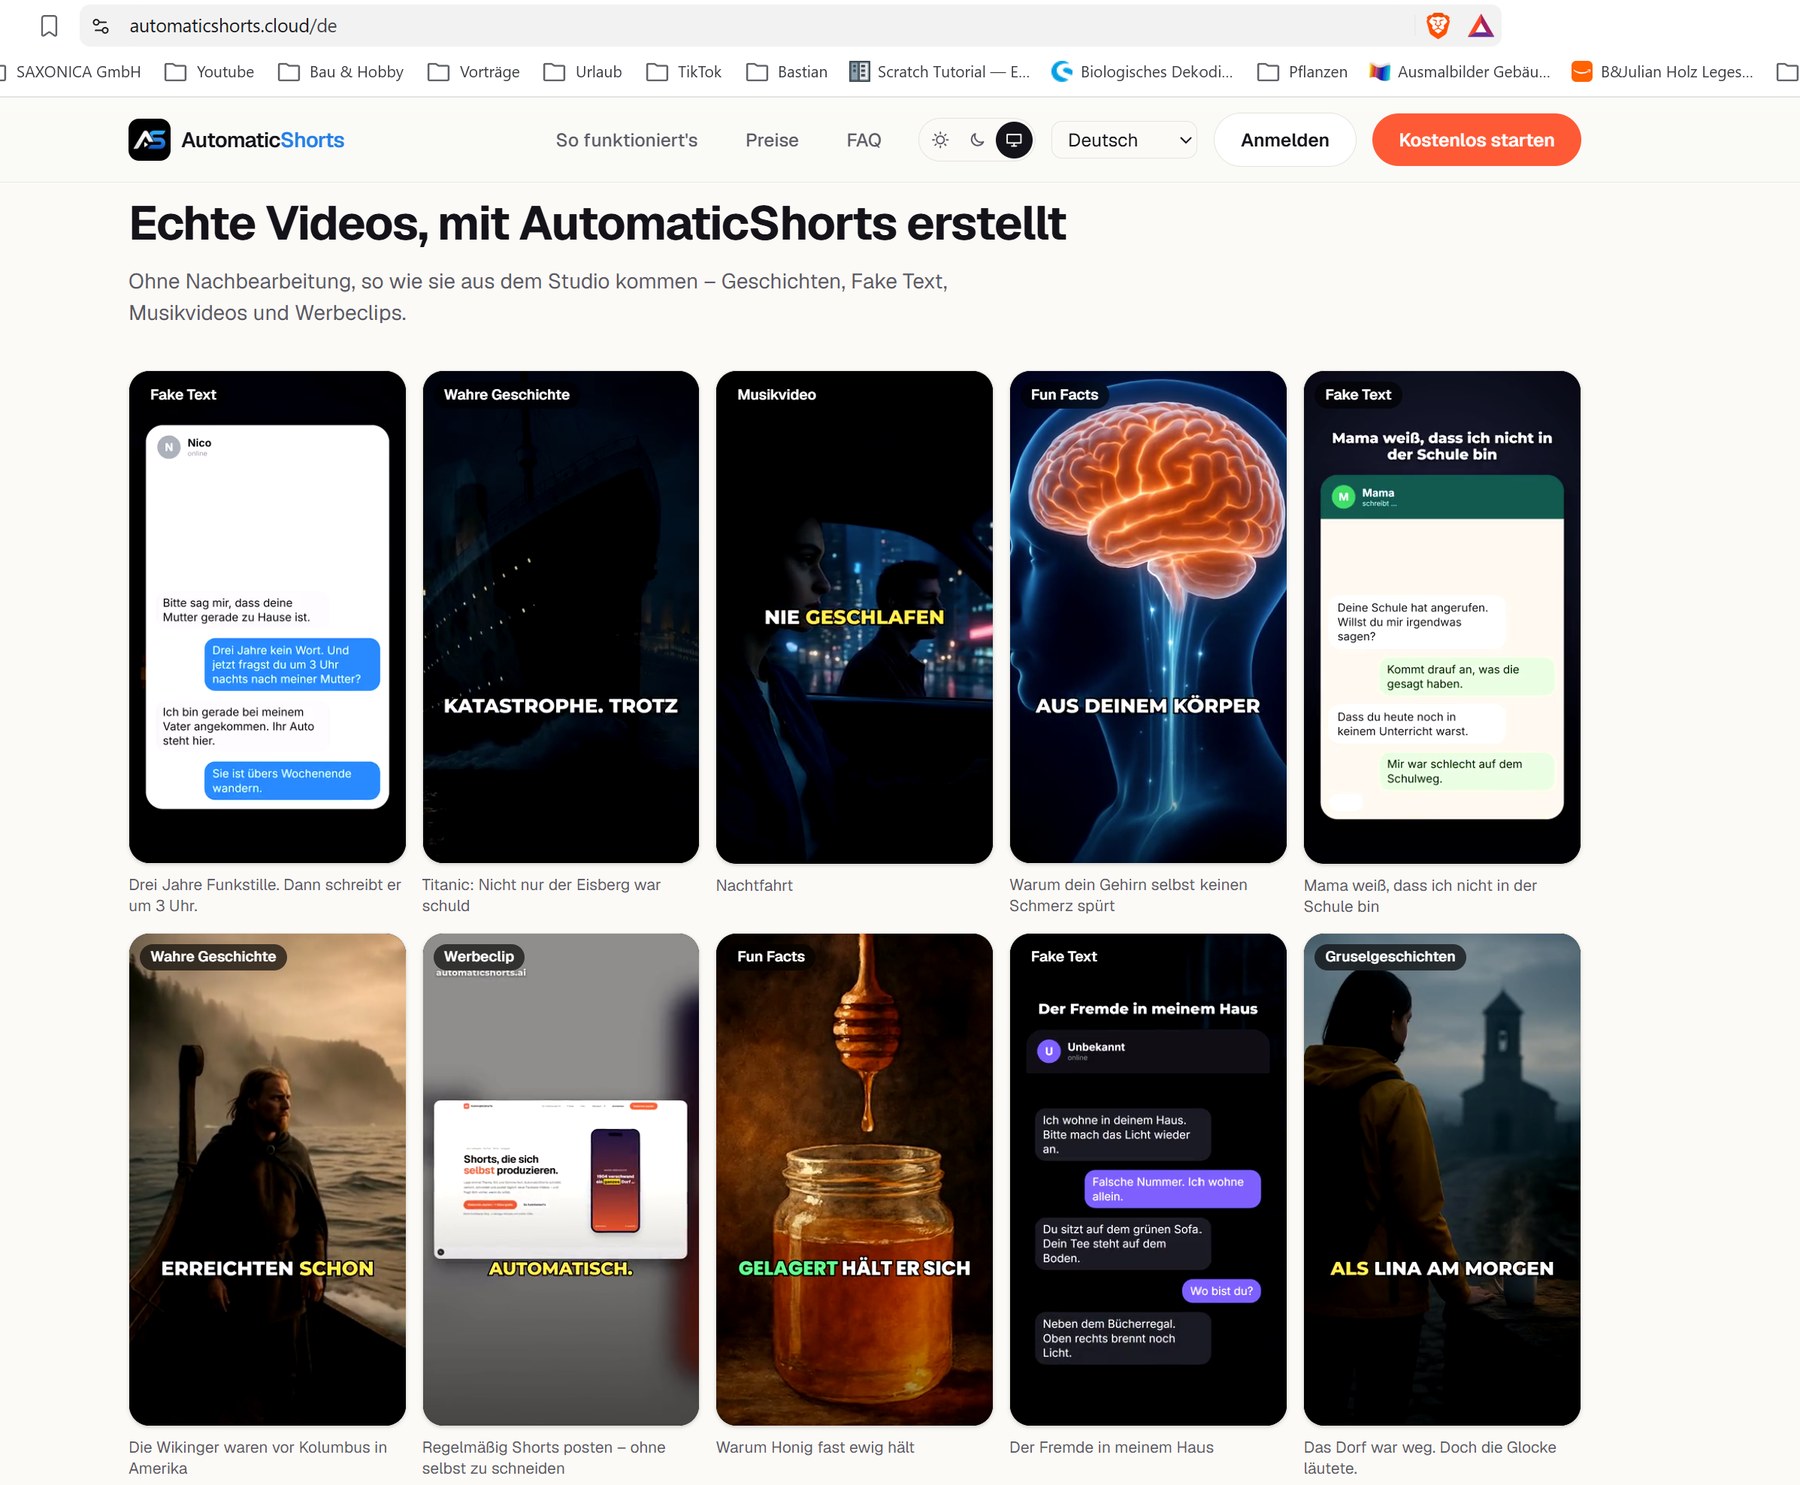 automaticshorts.cloud/de
SAXONICA GmbH
Youtube
Bau & Hobby
Vorträge
Urlaub
TikTok
Bastian
Scratch Tutorial — E...
Biologisches Dekodi...
Pflanzen
Ausmalbilder Gebäu...
B&Julian Holz Leges...
AutomaticShorts
So funktioniert's
Preise
FAQ
Deutsch
Anmelden
Kostenlos starten
Echte Videos, mit AutomaticShorts erstellt
Ohne Nachbearbeitung, so wie sie aus dem Studio kommen – Geschichten, Fake Text,
Musikvideos und Werbeclips.
Fake Text
N
Nico
online
Bitte sag mir, dass deine
Mutter gerade zu Hause ist.
Drei Jahre kein Wort. Und
jetzt fragst du um 3 Uhr
nachts nach meiner Mutter?
Ich bin gerade bei meinem
Vater angekommen. Ihr Auto
steht hier.
Sie ist übers Wochenende
wandern.
Drei Jahre Funkstille. Dann schreibt er
um 3 Uhr.
Wahre Geschichte
KATASTROPHE. TROTZ
Titanic: Nicht nur der Eisberg war
schuld
Musikvideo
NIE GESCHLAFEN
Nachtfahrt
Fun Facts
AUS DEINEM KÖRPER
Warum dein Gehirn selbst keinen
Schmerz spürt
Fake Text
Mama weiß, dass ich nicht in
der Schule bin
M
Mama
schreibt ...
Deine Schule hat angerufen.
Willst du mir irgendwas
sagen?
Kommt drauf an, was die
gesagt haben.
Dass du heute noch in
keinem Unterricht warst.
Mir war schlecht auf dem
Schulweg.
Mama weiß, dass ich nicht in der
Schule bin
Wahre Geschichte
ERREICHTEN SCHON
Die Wikinger waren vor Kolumbus in
Amerika
Werbeclip
automaticshorts.ai
Shorts, die sich
selbst produzieren.
AUTOMATISCH.
Regelmäßig Shorts posten – ohne
selbst zu schneiden
Fun Facts
GELAGERT HÄLT ER SICH
Warum Honig fast ewig hält
Fake Text
Der Fremde in meinem Haus
U
Unbekannt
online
Ich wohne in deinem Haus.
Bitte mach das Licht wieder
an.
Falsche Nummer. Ich wohne
allein.
Du sitzt auf dem grünen Sofa.
Dein Tee steht auf dem
Boden.
Wo bist du?
Neben dem Bücherregal.
Oben rechts brennt noch
Licht.
Der Fremde in meinem Haus
Gruselgeschichten
ALS LINA AM MORGEN
Das Dorf war weg. Doch die Glocke
läutete.